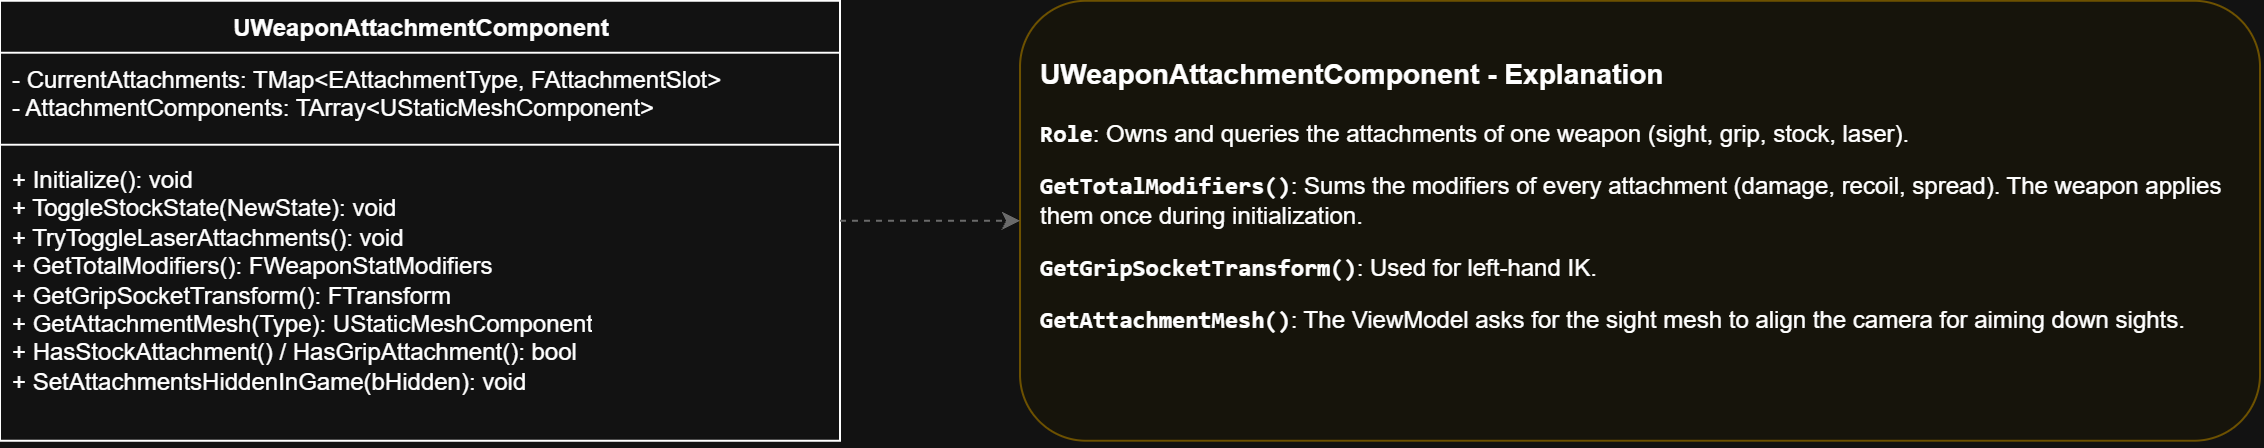 UWeaponAttachmentComponent
- CurrentAttachments: TMap<EAttachmentType, FAttachmentSlot>
- AttachmentComponents: TArray<UStaticMeshComponent>
+ Initialize(): void
+ ToggleStockState(NewState): void
+ TryToggleLaserAttachments(): void
+ GetTotalModifiers(): FWeaponStatModifiers
+ GetGripSocketTransform(): FTransform
+ GetAttachmentMesh(Type): UStaticMeshComponent
+ HasStockAttachment() / HasGripAttachment(): bool
+ SetAttachmentsHiddenInGame(bHidden): void
UWeaponAttachmentComponent - Explanation
Role: Owns and queries the attachments of one weapon (sight, grip, stock, laser).
GetTotalModifiers(): Sums the modifiers of every attachment (damage, recoil, spread). The weapon applies
them once during initialization.
GetGripSocketTransform(): Used for left-hand IK.
GetAttachmentMesh(): The ViewModel asks for the sight mesh to align the camera for aiming down sights.